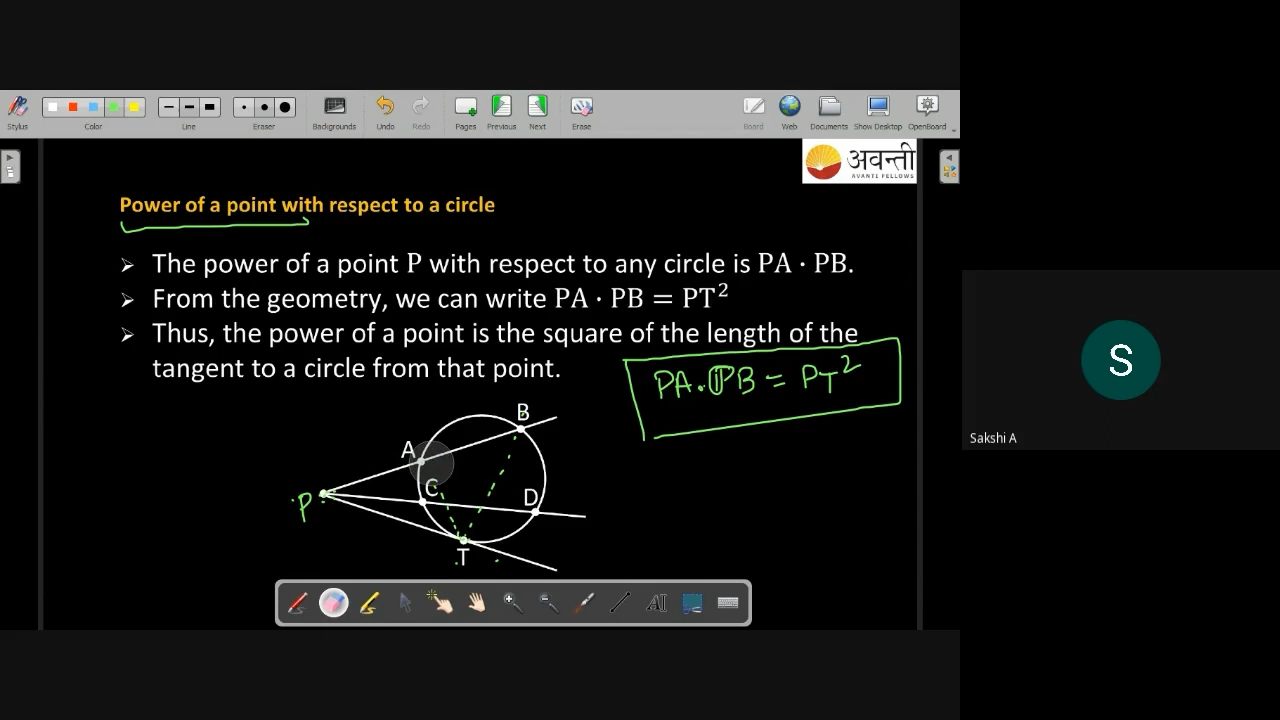 Stylus
Color
Line
Eraser
Backgrounds
Undo
Redo
Pages
Previous
Next
Erase
Board
Web
Documents
Show Desktop
OpenBoard
अवन्ती
AVANTI FELLOWS
Power of a point with respect to a circle
➢ The power of a point P with respect to any circle is PA · PB.
➢ From the geometry, we can write PA · PB = PT²
➢ Thus, the power of a point is the square of the length of the
tangent to a circle from that point.
PA.PB = PT²
B
A
C
D
P
T
S
Sakshi A
AI